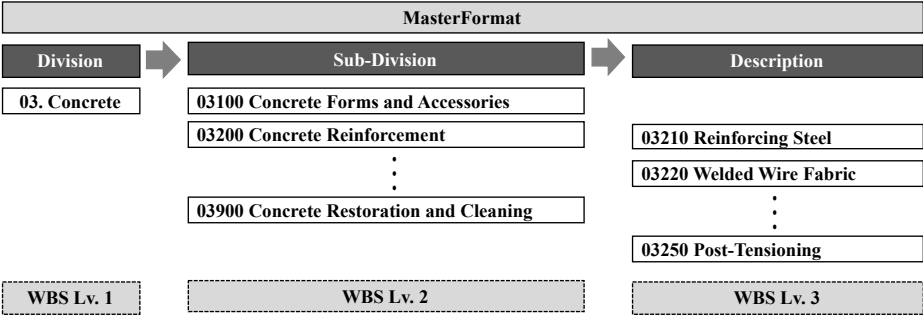 MasterFormat
Division
Sub-Division
Description
03. Concrete
03100 Concrete Forms and Accessories
03200 Concrete Reinforcement
03210 Reinforcing Steel
03220 Welded Wire Fabric
03900 Concrete Restoration and Cleaning
03250 Post-Tensioning
WBS Lv. 1
WBS Lv. 2
WBS Lv. 3